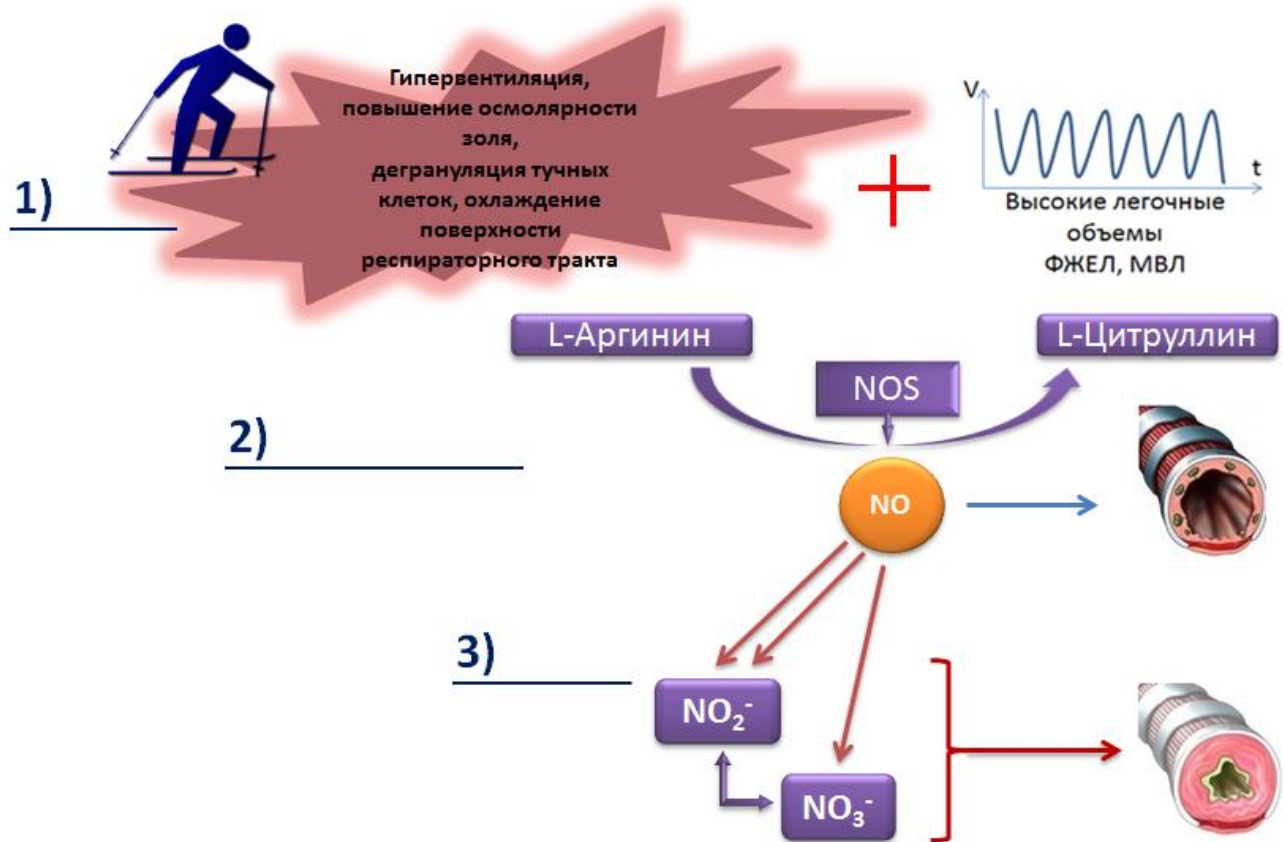 Гипервентиляция,
повышение осмолярности
золя,
дегрануляция тучных
клеток, охлаждение
поверхности
респираторного тракта
1)
V
t
Высокие легочные
объемы
ФЖЕЛ, МВЛ
L-Аргинин
L-Цитруллин
NOS
2)
NO
3)
NO₂⁻
NO₃⁻